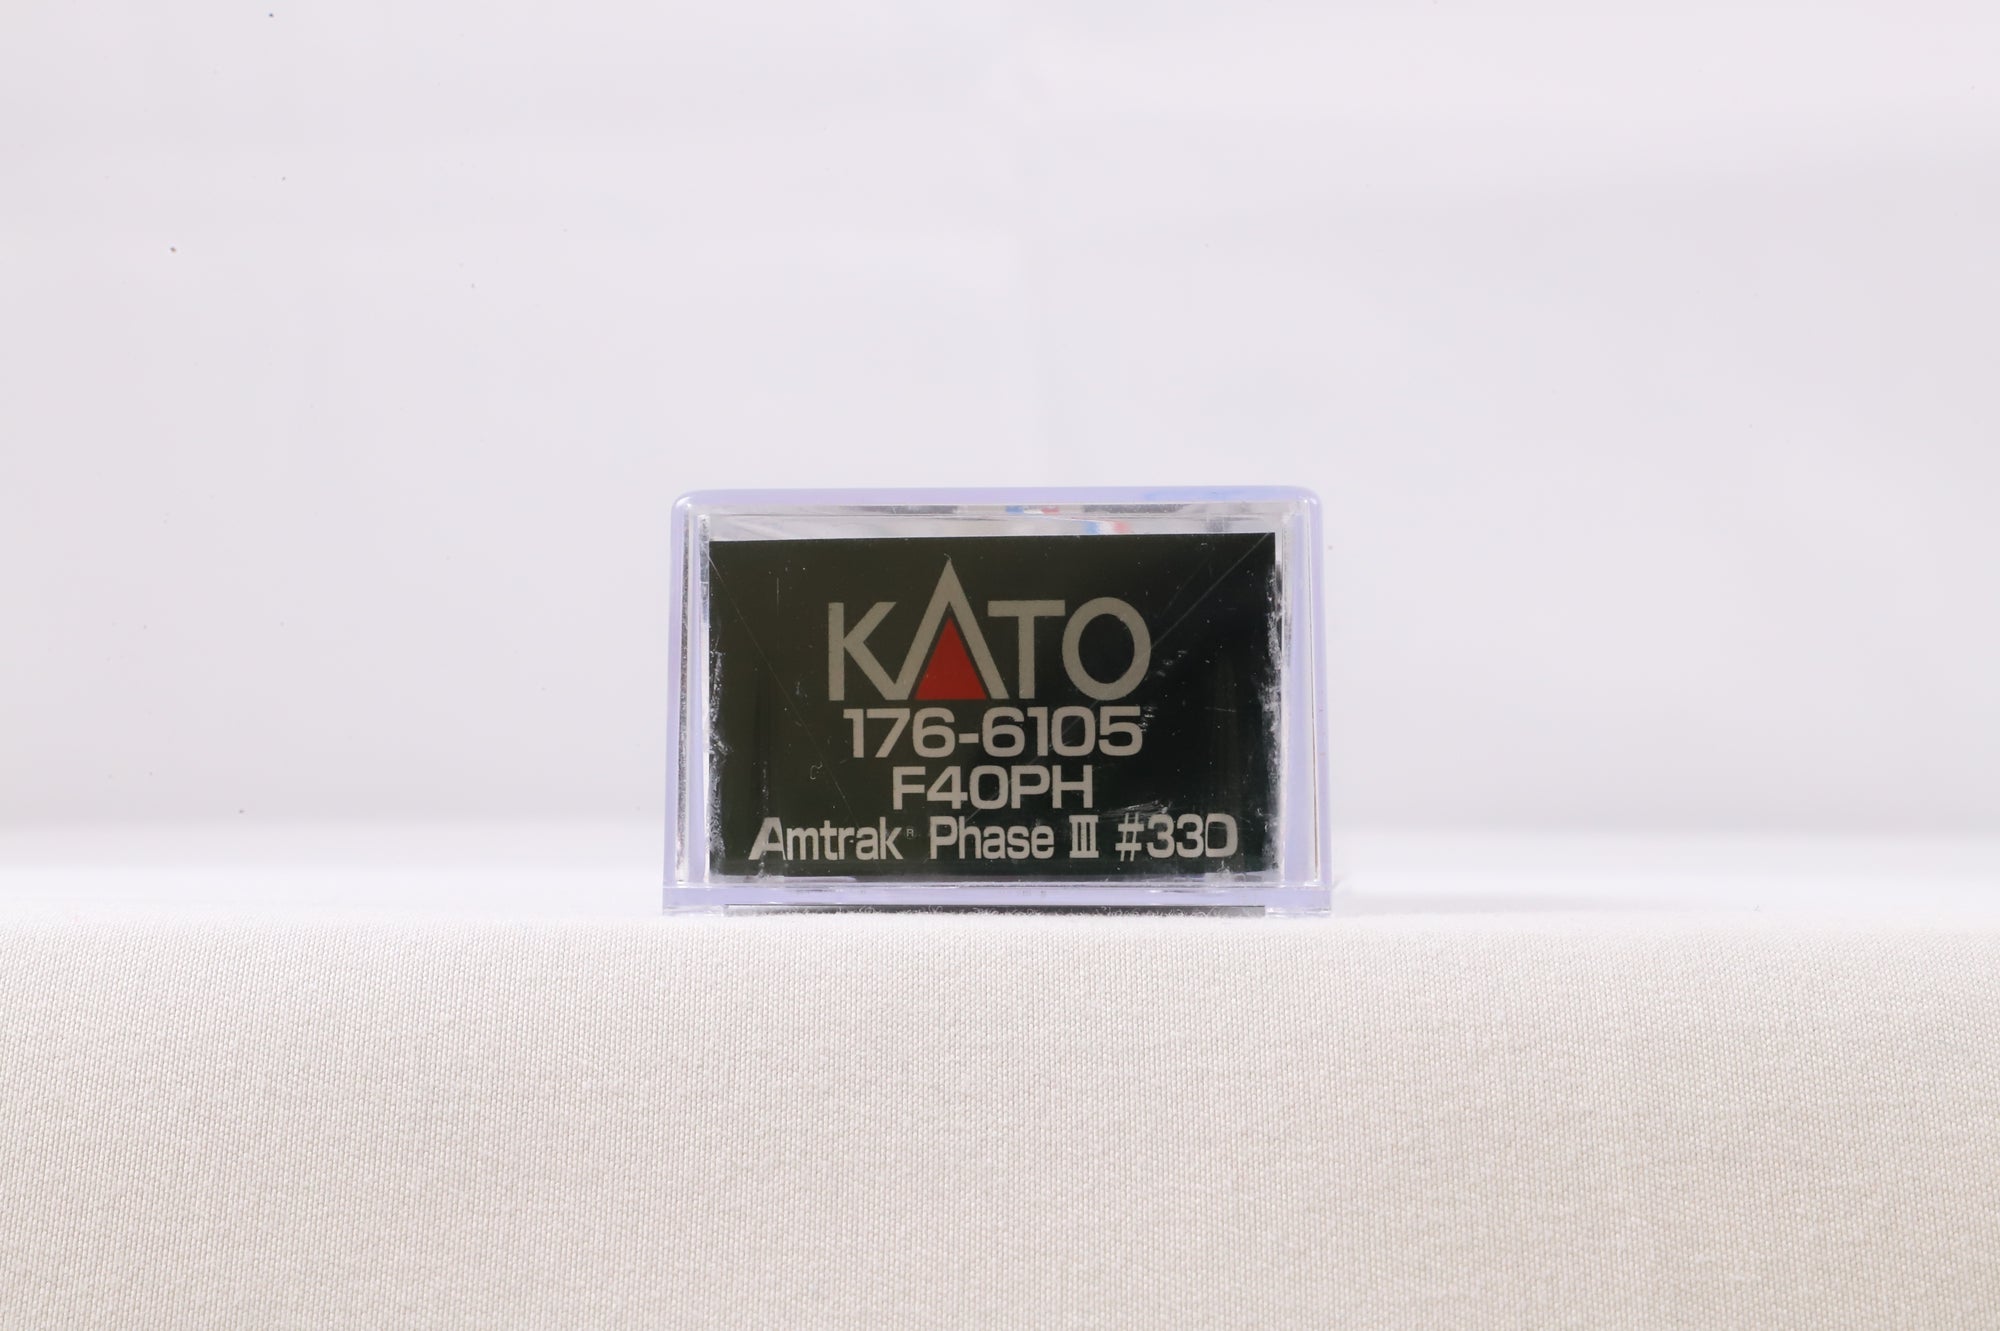 KATO
176-6105
F40PH
Amtrak® Phase III #330